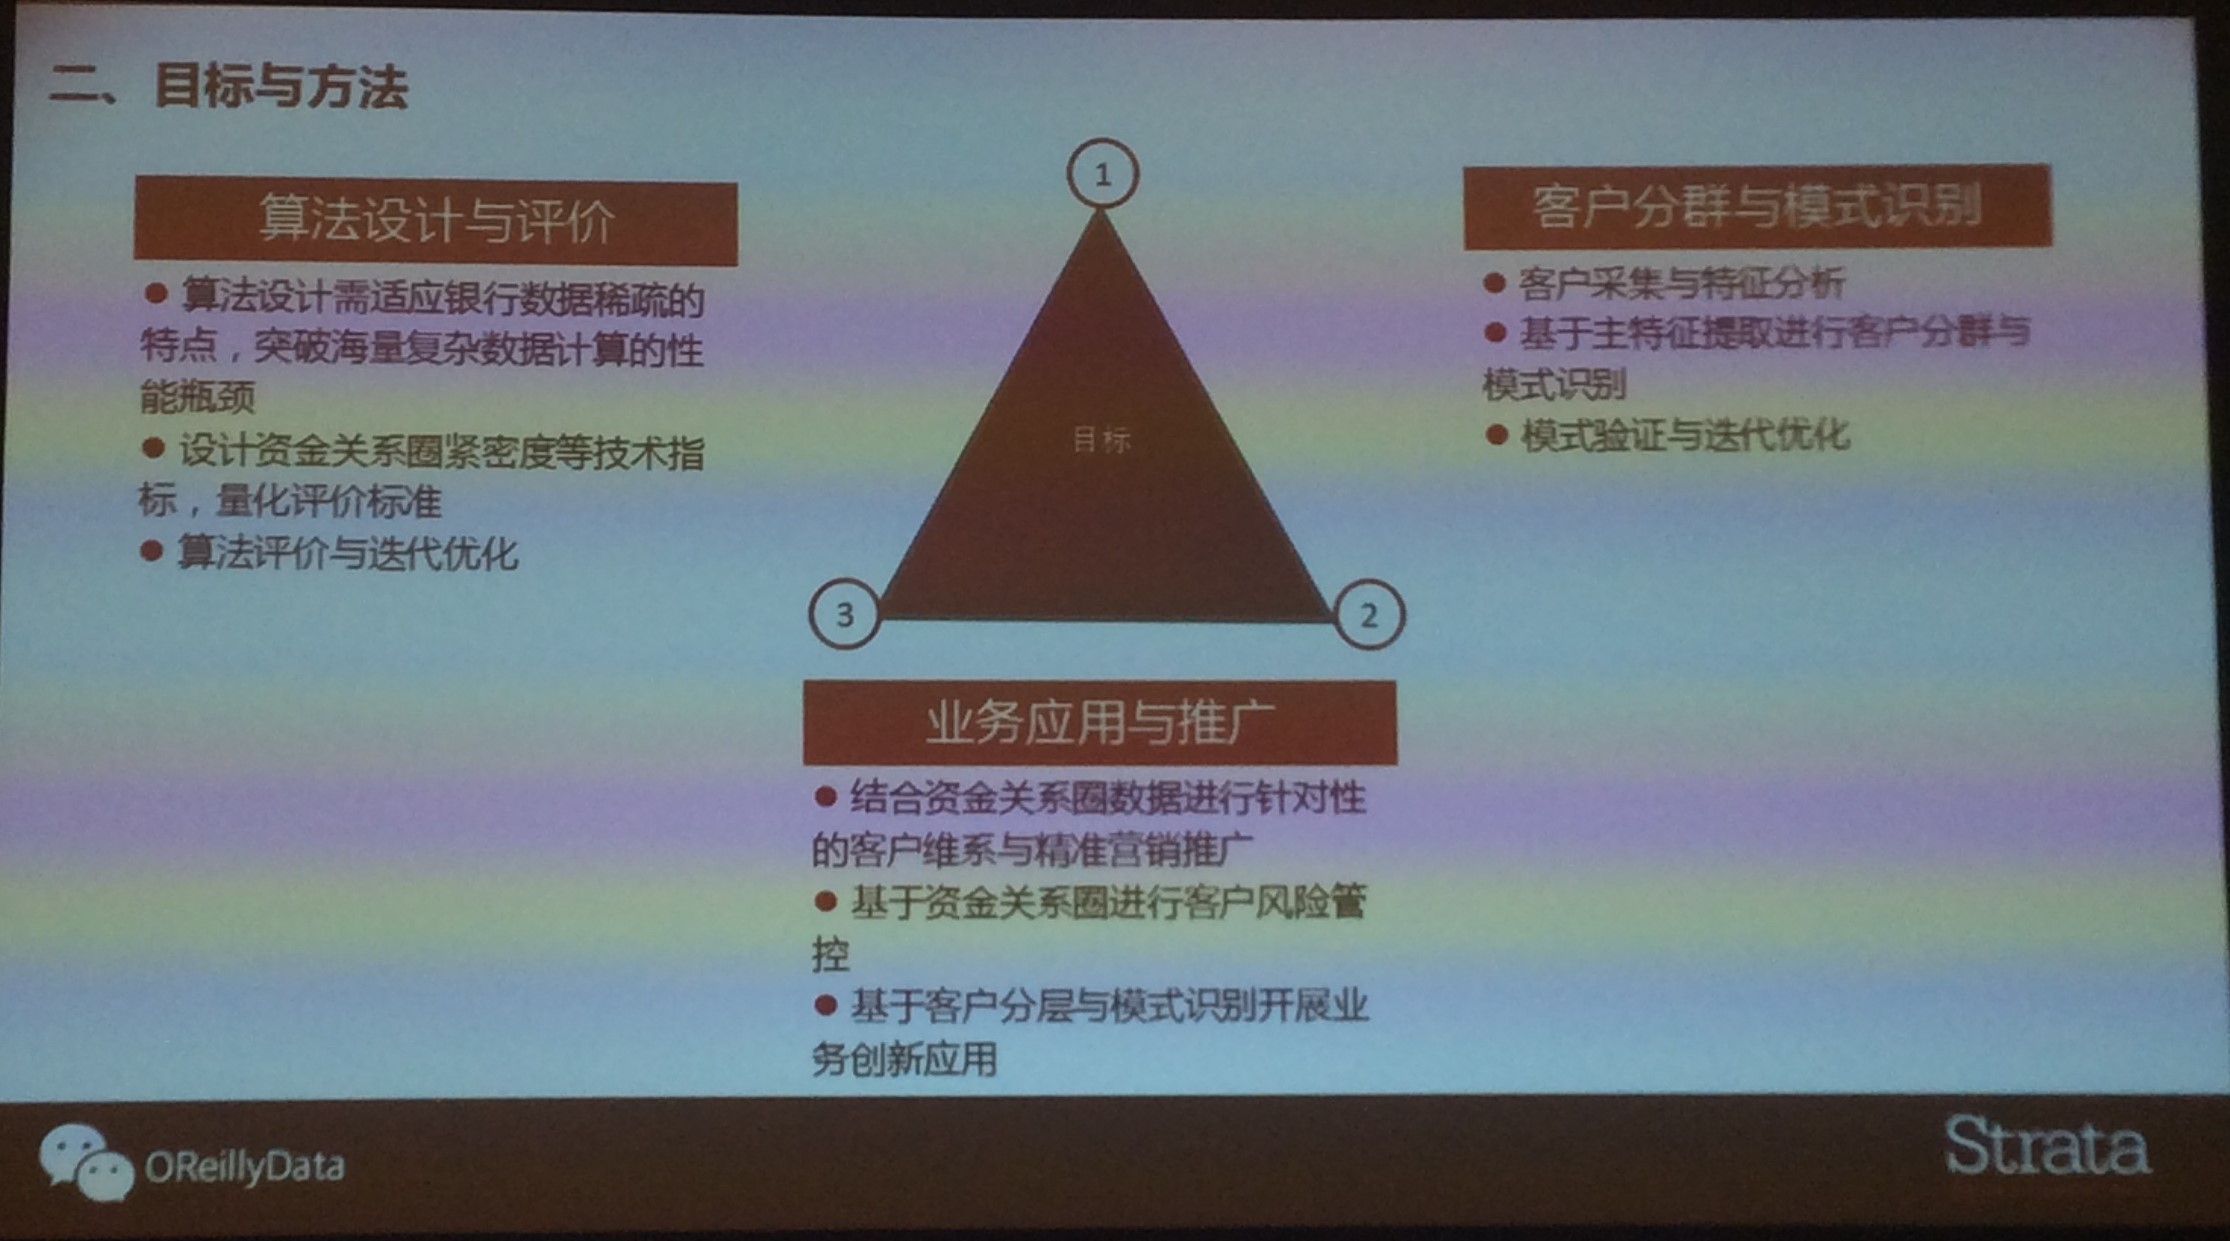 二、目标与方法
算法设计与评价
● 算法设计需适应银行数据稀疏的
特点，突破海量复杂数据计算的性
能瓶颈
● 设计资金关系圈紧密度等技术指
标，量化评价标准
● 算法评价与迭代优化
1
目标
3
2
客户分群与模式识别
● 客户采集与特征分析
● 基于主特征提取进行客户分群与
模式识别
● 模式验证与迭代优化
业务应用与推广
● 结合资金关系圈数据进行针对性
的客户维系与精准营销推广
● 基于资金关系圈进行客户风险管
控
● 基于客户分层与模式识别开展业
务创新应用
OReillyData
Strata